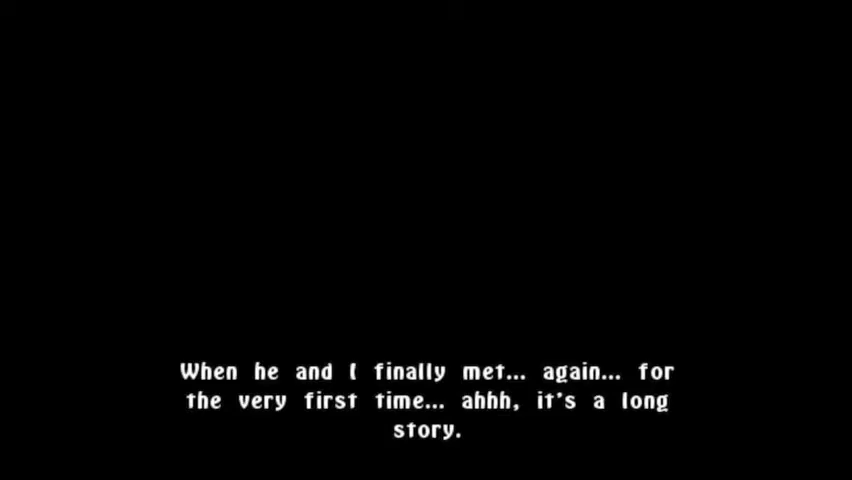 When he and I finally met... again... for
the very first time... ahhh, it's a long
story.